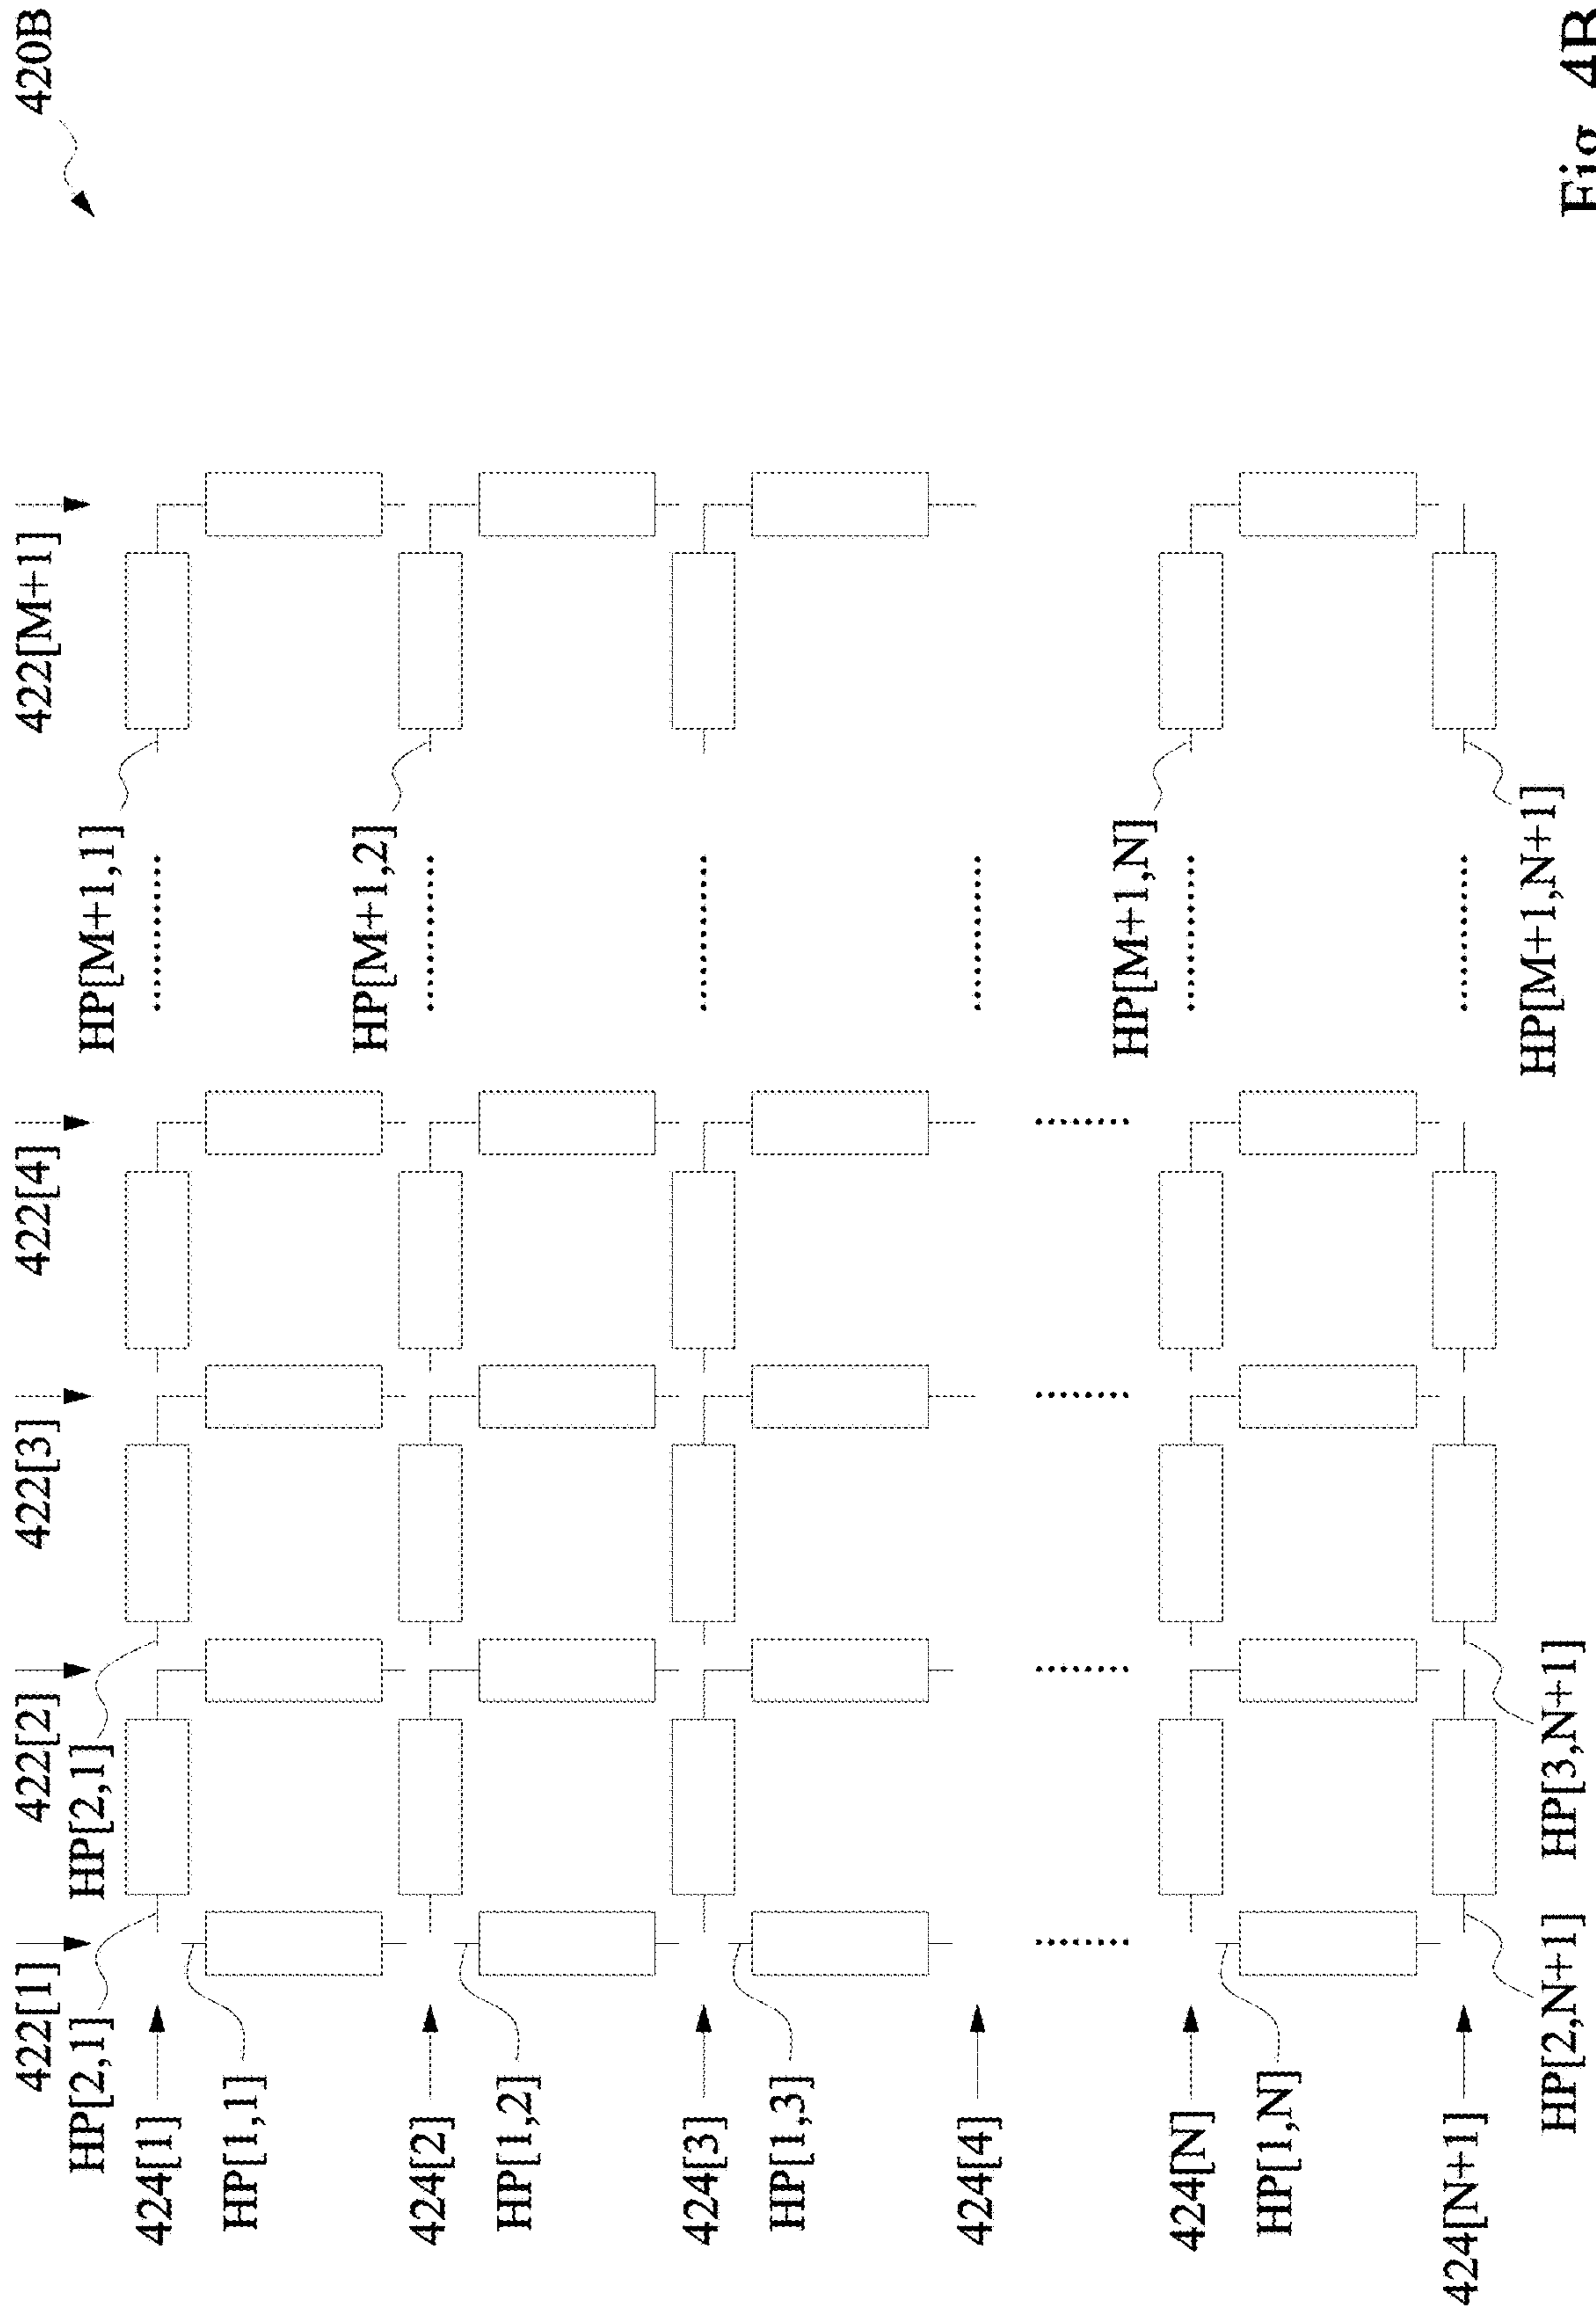 420B
422[1]
422[2]
422[3]
422[4]
422[M+1]
HP[2,1]
HP[2,1]
HP[M+1,1]
424[1]
HP[1,1]
HP[M+1,2]
424[2]
HP[1,2]
424[3]
HP[1,3]
424[4]
HP[M+1,N]
424[N]
HP[1,N]
424[N+1]
HP[2,N+1]
HP[3,N+1]
HP[M+1,N+1]
Fig. 4B